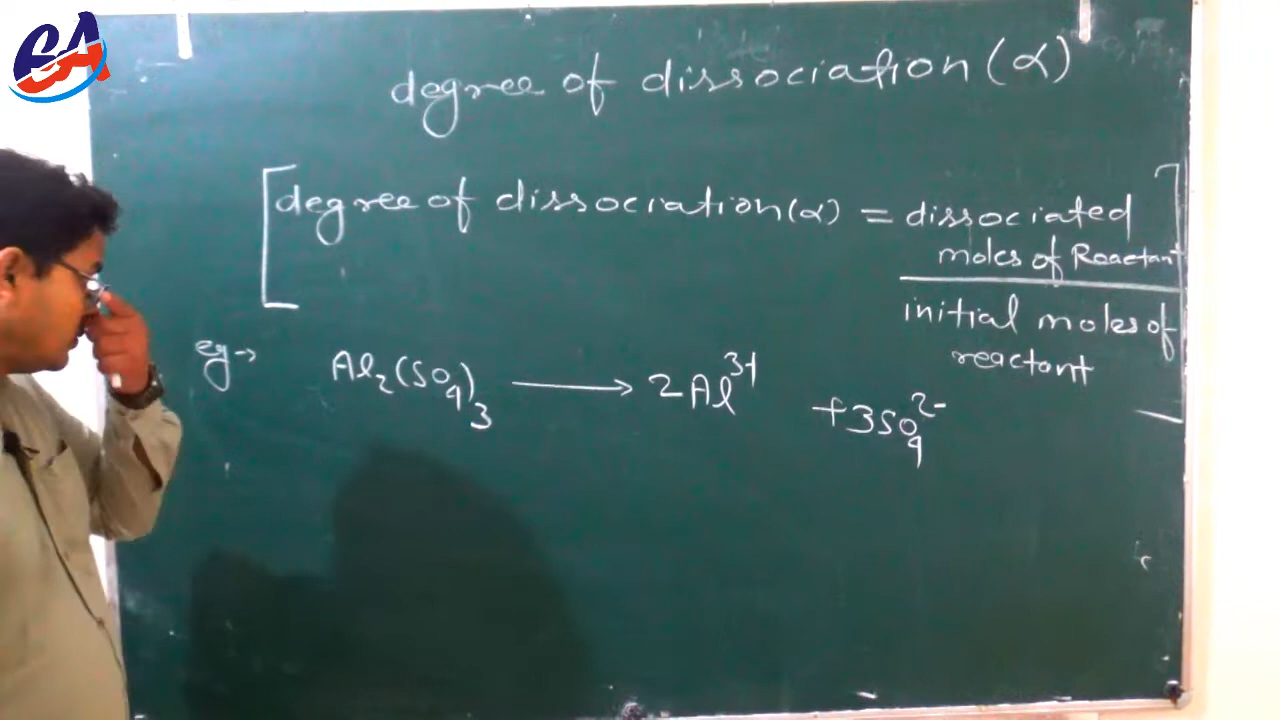 GA
degree of dissociation (α)
degree of dissociation (α) = dissociated
moles of Reactant
initial moles of
reactant
eg → Al₂(SO₄)₃ ⟶ 2Al³⁺ + 3SO₄²⁻